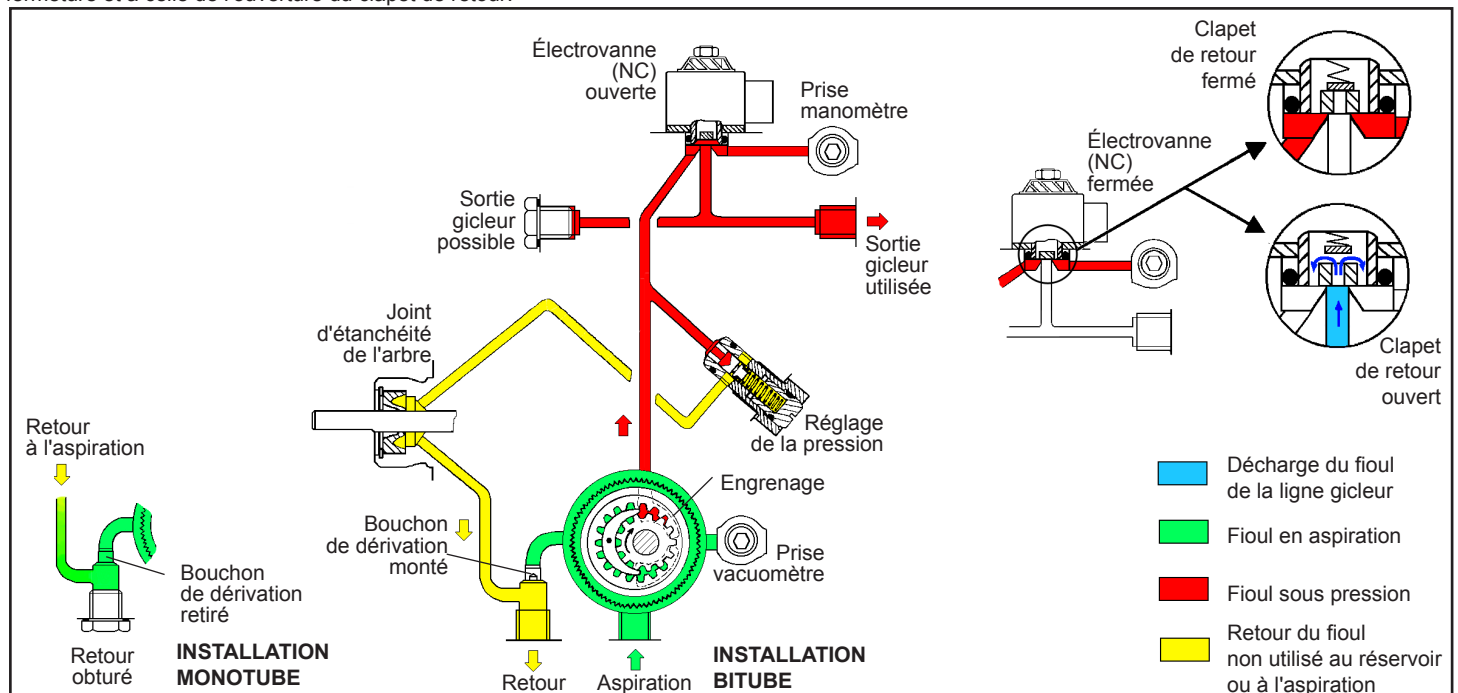 fermeture et à celle de l'ouverture du clapet de retour.
Électrovanne
(NC)
ouverte
Prise
manomètre
Clapet
de retour
fermé
Électrovanne
(NC)
fermée
Sortie
gicleur
possible
Sortie
gicleur
utilisée
Clapet
de retour
ouvert
Joint
d'étanchéité
de l'arbre
Réglage
de la pression
Retour
à l'aspiration
Engrenage
Bouchon
de dérivation
monté
Prise
vacuomètre
Bouchon
de dérivation
retiré
Retour
obturé
INSTALLATION
MONOTUBE
Retour
Aspiration
INSTALLATION
BITUBE
Décharge du fioul
de la ligne gicleur
Fioul en aspiration
Fioul sous pression
Retour du fioul
non utilisé au réservoir
ou à l'aspiration